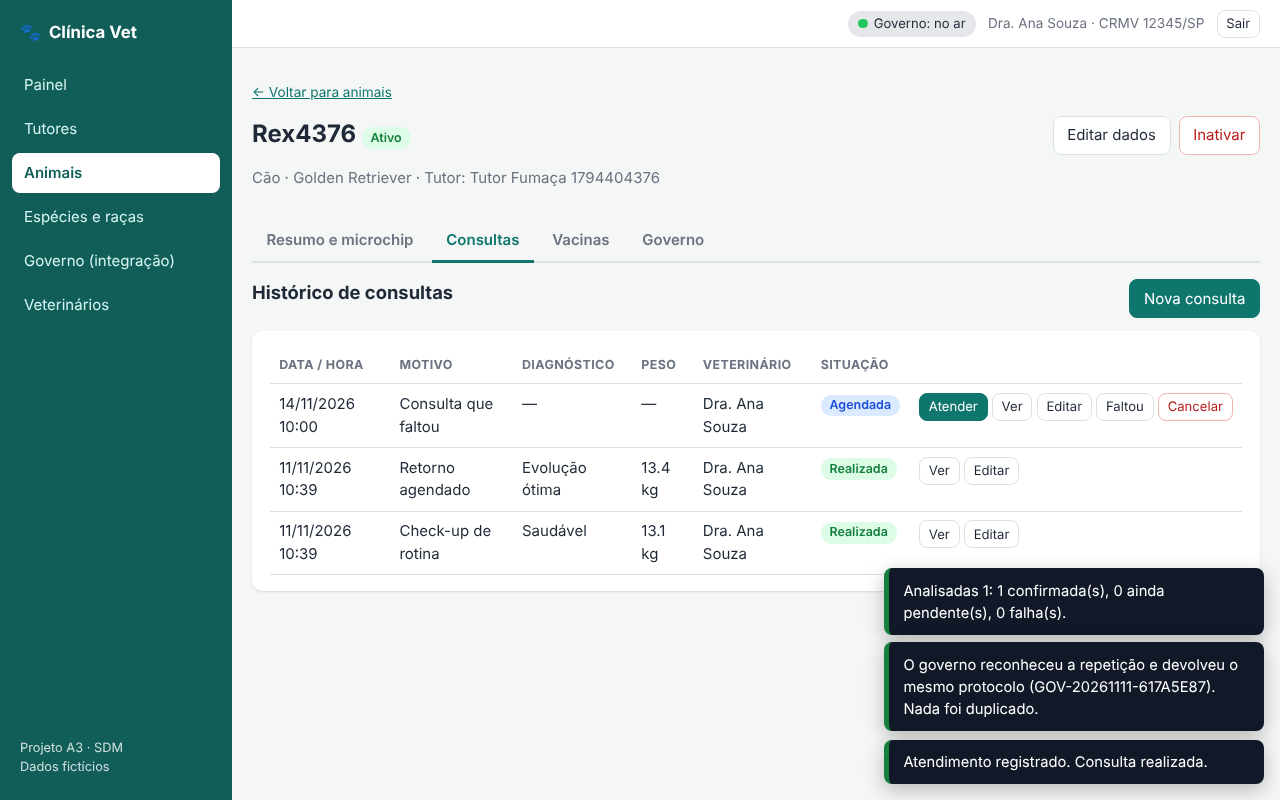 Clínica Vet
Governo: no ar
Dra. Ana Souza · CRMV 12345/SP
Sair
Painel
Tutores
Animais
Espécies e raças
Governo (integração)
Veterinários
Projeto A3 · SDM
Dados fictícios
← Voltar para animais
Rex4376 Ativo
Editar dados
Inativar
Cão · Golden Retriever · Tutor: Tutor Fumaça 1794404376
Resumo e microchip Consultas Vacinas Governo
Histórico de consultas
Nova consulta
DATA / HORA MOTIVO DIAGNÓSTICO PESO VETERINÁRIO SITUAÇÃO
14/11/2026 Consulta que — — Dra. Ana Agendada Atender Ver Editar Faltou Cancelar
10:00 faltou Souza
11/11/2026 Retorno Evolução 13.4 Dra. Ana Realizada Ver Editar
10:39 agendado ótima kg Souza
11/11/2026 Check-up de Saudável 13.1 Dra. Ana Realizada Ver Editar
10:39 rotina kg Souza
Analisadas 1: 1 confirmada(s), 0 ainda
pendente(s), 0 falha(s).
O governo reconheceu a repetição e devolveu o
mesmo protocolo (GOV-20261111-617A5E87).
Nada foi duplicado.
Atendimento registrado. Consulta realizada.